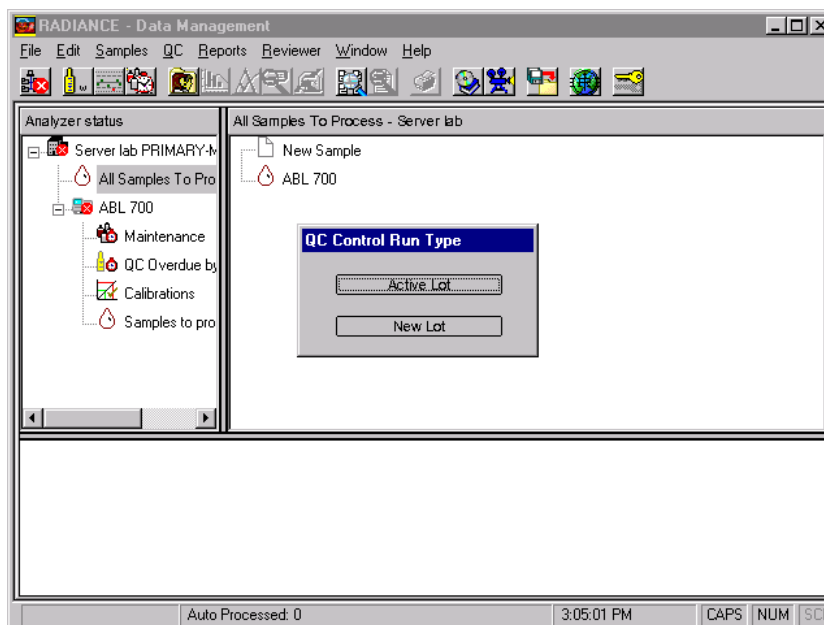 RADIANCE - Data Management
File Edit Samples QC Reports Reviewer Window Help
Analyzer status
Server lab PRIMARY-M
All Samples To Pro
ABL 700
Maintenance
QC Overdue by
Calibrations
Samples to pro
All Samples To Process - Server lab
New Sample
ABL 700
QC Control Run Type
Active Lot
New Lot
Auto Processed: 0 3:05:01 PM CAPS NUM SC